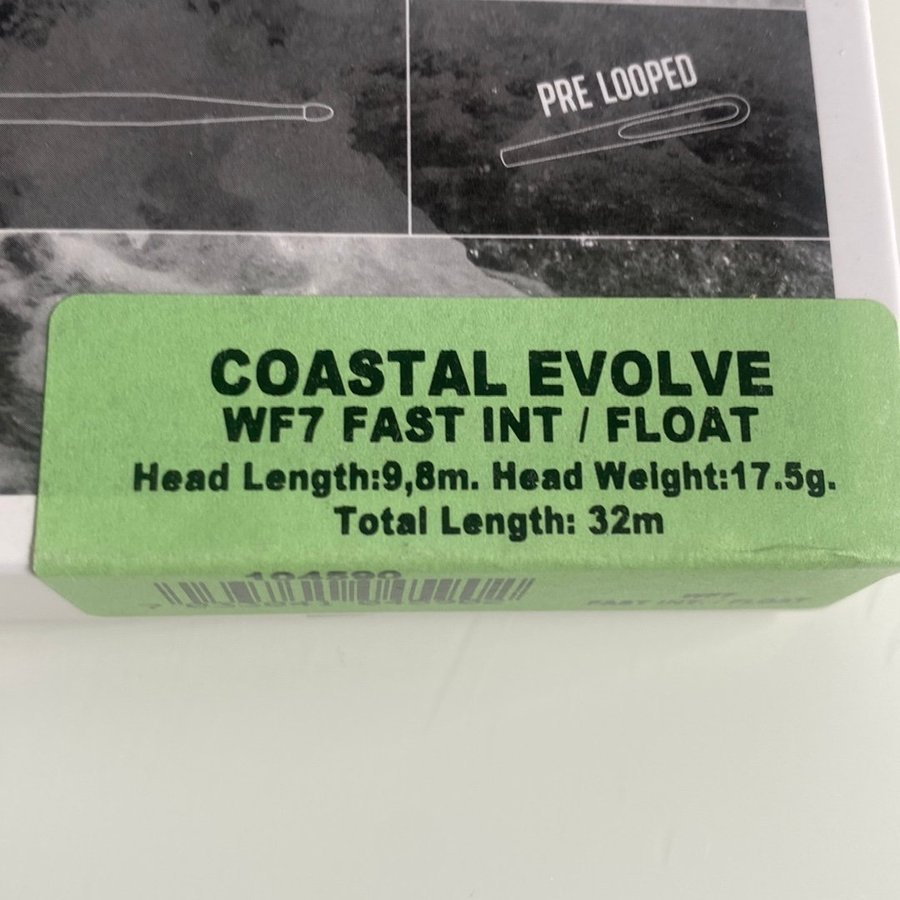 PRE LOOPED
COASTAL EVOLVE
WF7 FAST INT / FLOAT
Head Length:9,8m. Head Weight:17.5g.
Total Length: 32m
WF7
FAST INT. / FLOAT